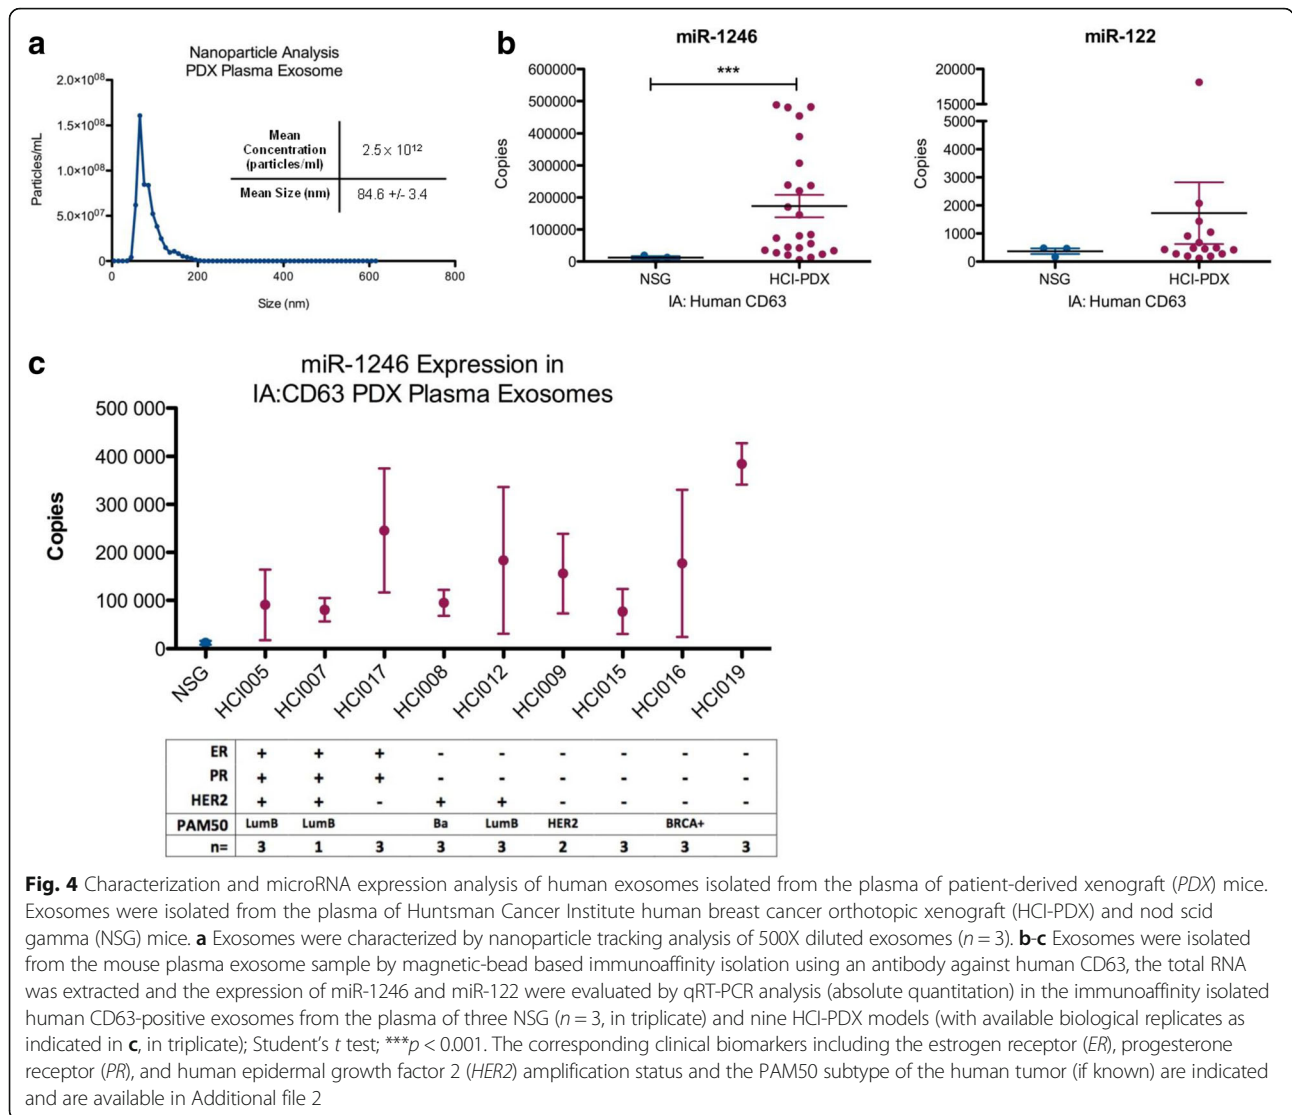 a
Nanoparticle Analysis
PDX Plasma Exosome
2.0×10⁰⁸
1.5×10⁰⁸
1.0×10⁰⁸
5.0×10⁰⁷
0
Particles/mL
0 200 400 600 800
Size (nm)
Mean
Concentration
(particles/ml)
2.5 × 10¹²
Mean Size (nm) 84.6 +/- 3.4
b
miR-1246
600000
500000
400000
300000
200000
100000
0
Copies
***
NSG HCI-PDX
IA: Human CD63
miR-122
20000
15000
5000
4000
3000
2000
1000
0
Copies
NSG HCI-PDX
IA: Human CD63
c
miR-1246 Expression in
IA:CD63 PDX Plasma Exosomes
500 000
400 000
300 000
200 000
100 000
0
Copies
NSG HCI005 HCI007 HCI017 HCI008 HCI012 HCI009 HCI015 HCI016 HCI019
ER + + + - - - - - -
PR + + + - - - - - -
HER2 + + - + + - - - -
PAM50 LumB LumB Ba LumB HER2 BRCA+
n= 3 1 3 3 3 2 3 3 3
Fig. 4 Characterization and microRNA expression analysis of human exosomes isolated from the plasma of patient-derived xenograft (PDX) mice.
Exosomes were isolated from the plasma of Huntsman Cancer Institute human breast cancer orthotopic xenograft (HCI-PDX) and nod scid
gamma (NSG) mice. a Exosomes were characterized by nanoparticle tracking analysis of 500X diluted exosomes (n = 3). b-c Exosomes were isolated
from the mouse plasma exosome sample by magnetic-bead based immunoaffinity isolation using an antibody against human CD63, the total RNA
was extracted and the expression of miR-1246 and miR-122 were evaluated by qRT-PCR analysis (absolute quantitation) in the immunoaffinity isolated
human CD63-positive exosomes from the plasma of three NSG (n = 3, in triplicate) and nine HCI-PDX models (with available biological replicates as
indicated in c, in triplicate); Student's t test; ***p < 0.001. The corresponding clinical biomarkers including the estrogen receptor (ER), progesterone
receptor (PR), and human epidermal growth factor 2 (HER2) amplification status and the PAM50 subtype of the human tumor (if known) are indicated
and are available in Additional file 2